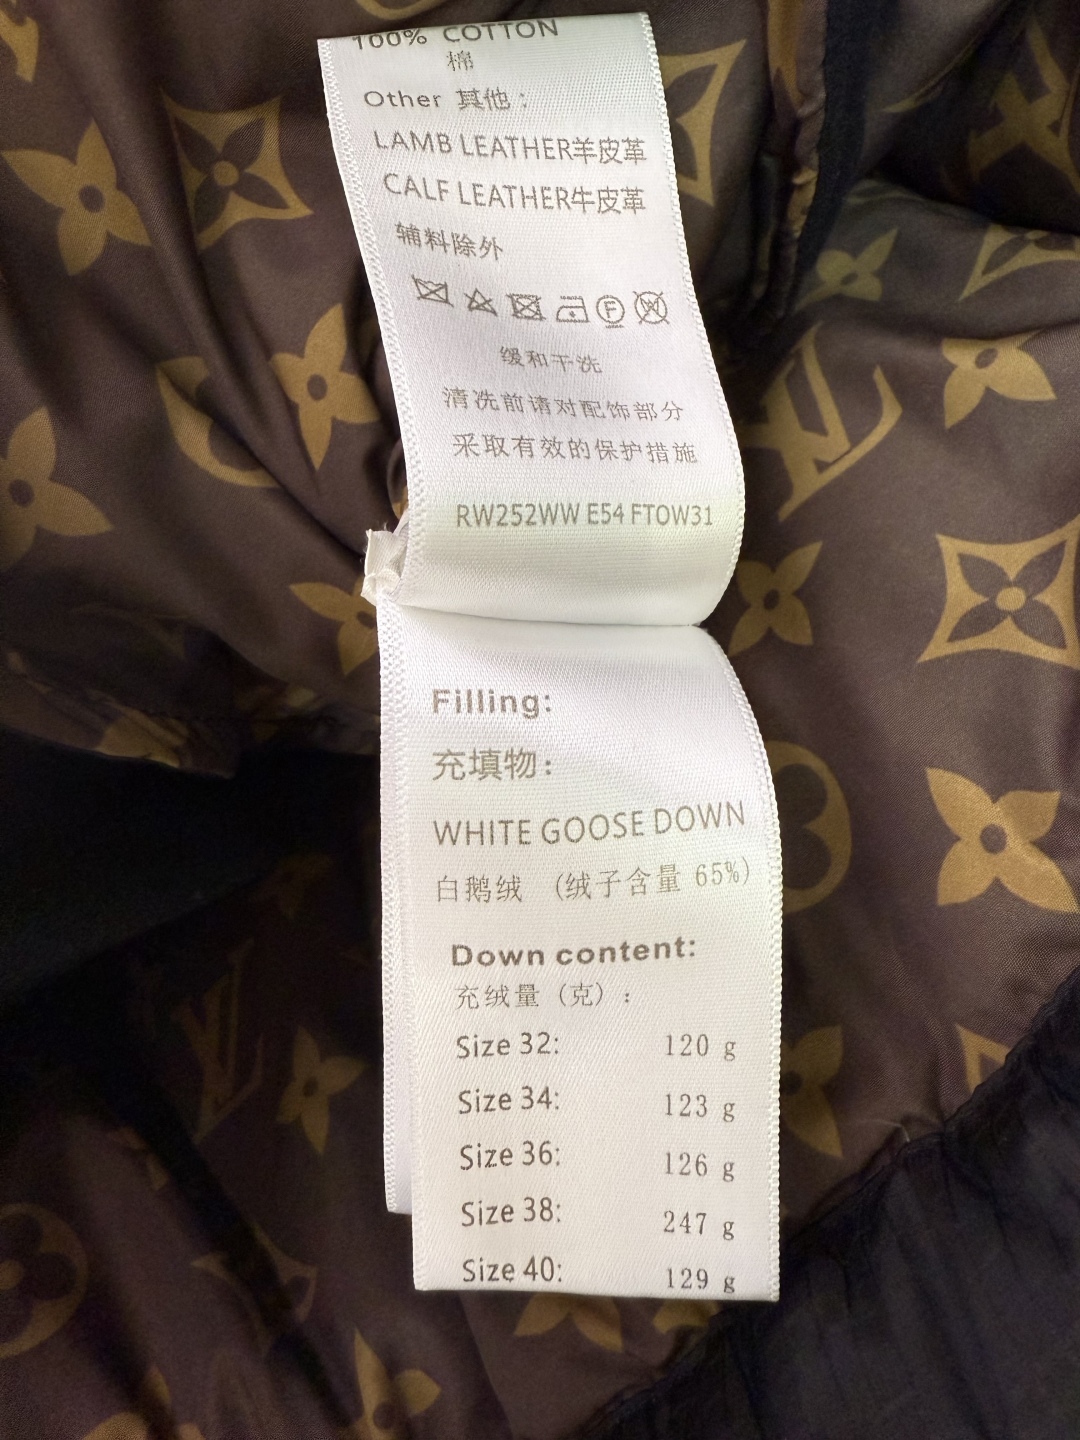 100% COTTON
棉
Other 其他：
LAMB LEATHER羊皮革
CALF LEATHER牛皮革
辅料除外
F W
缓和干洗
清洗前请对配饰部分
采取有效的保护措施
RW252WW E54 FTOW31
Filling:
充填物：
WHITE GOOSE DOWN
白鹅绒 (绒子含量 65%)
Down content:
充绒量（克）：
Size 32: 120 g
Size 34: 123 g
Size 36: 126 g
Size 38: 247 g
Size 40: 129 g